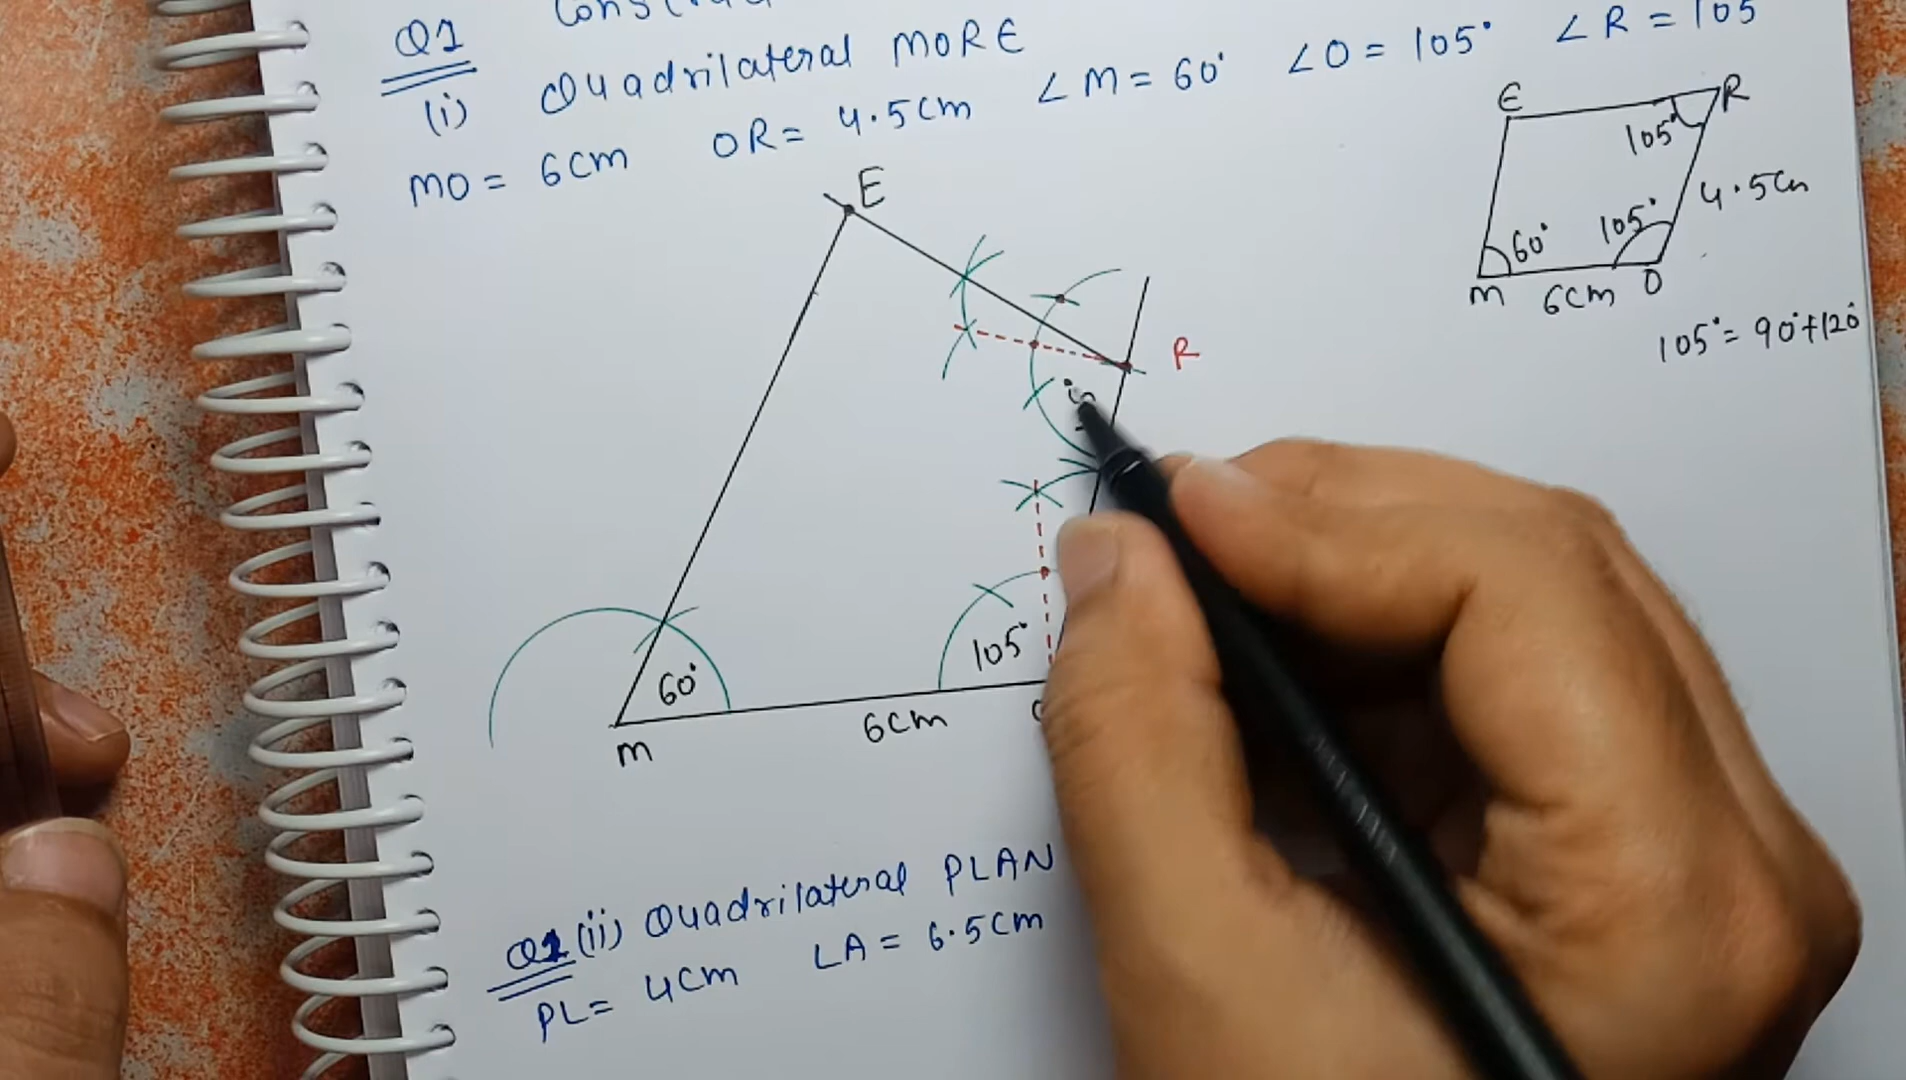 Q1 Constru
(i) Quadrilateral MORE
MO = 6cm OR = 4.5cm ∠M = 60° ∠O = 105° ∠R = 105
E
R
105°
4.5cm
60° 105°
M 6cm O
105° = 90°+120°
E
R
105°
60°
6cm
M
Q1 (ii) Quadrilateral PLAN
PL = 4cm LA = 6.5cm